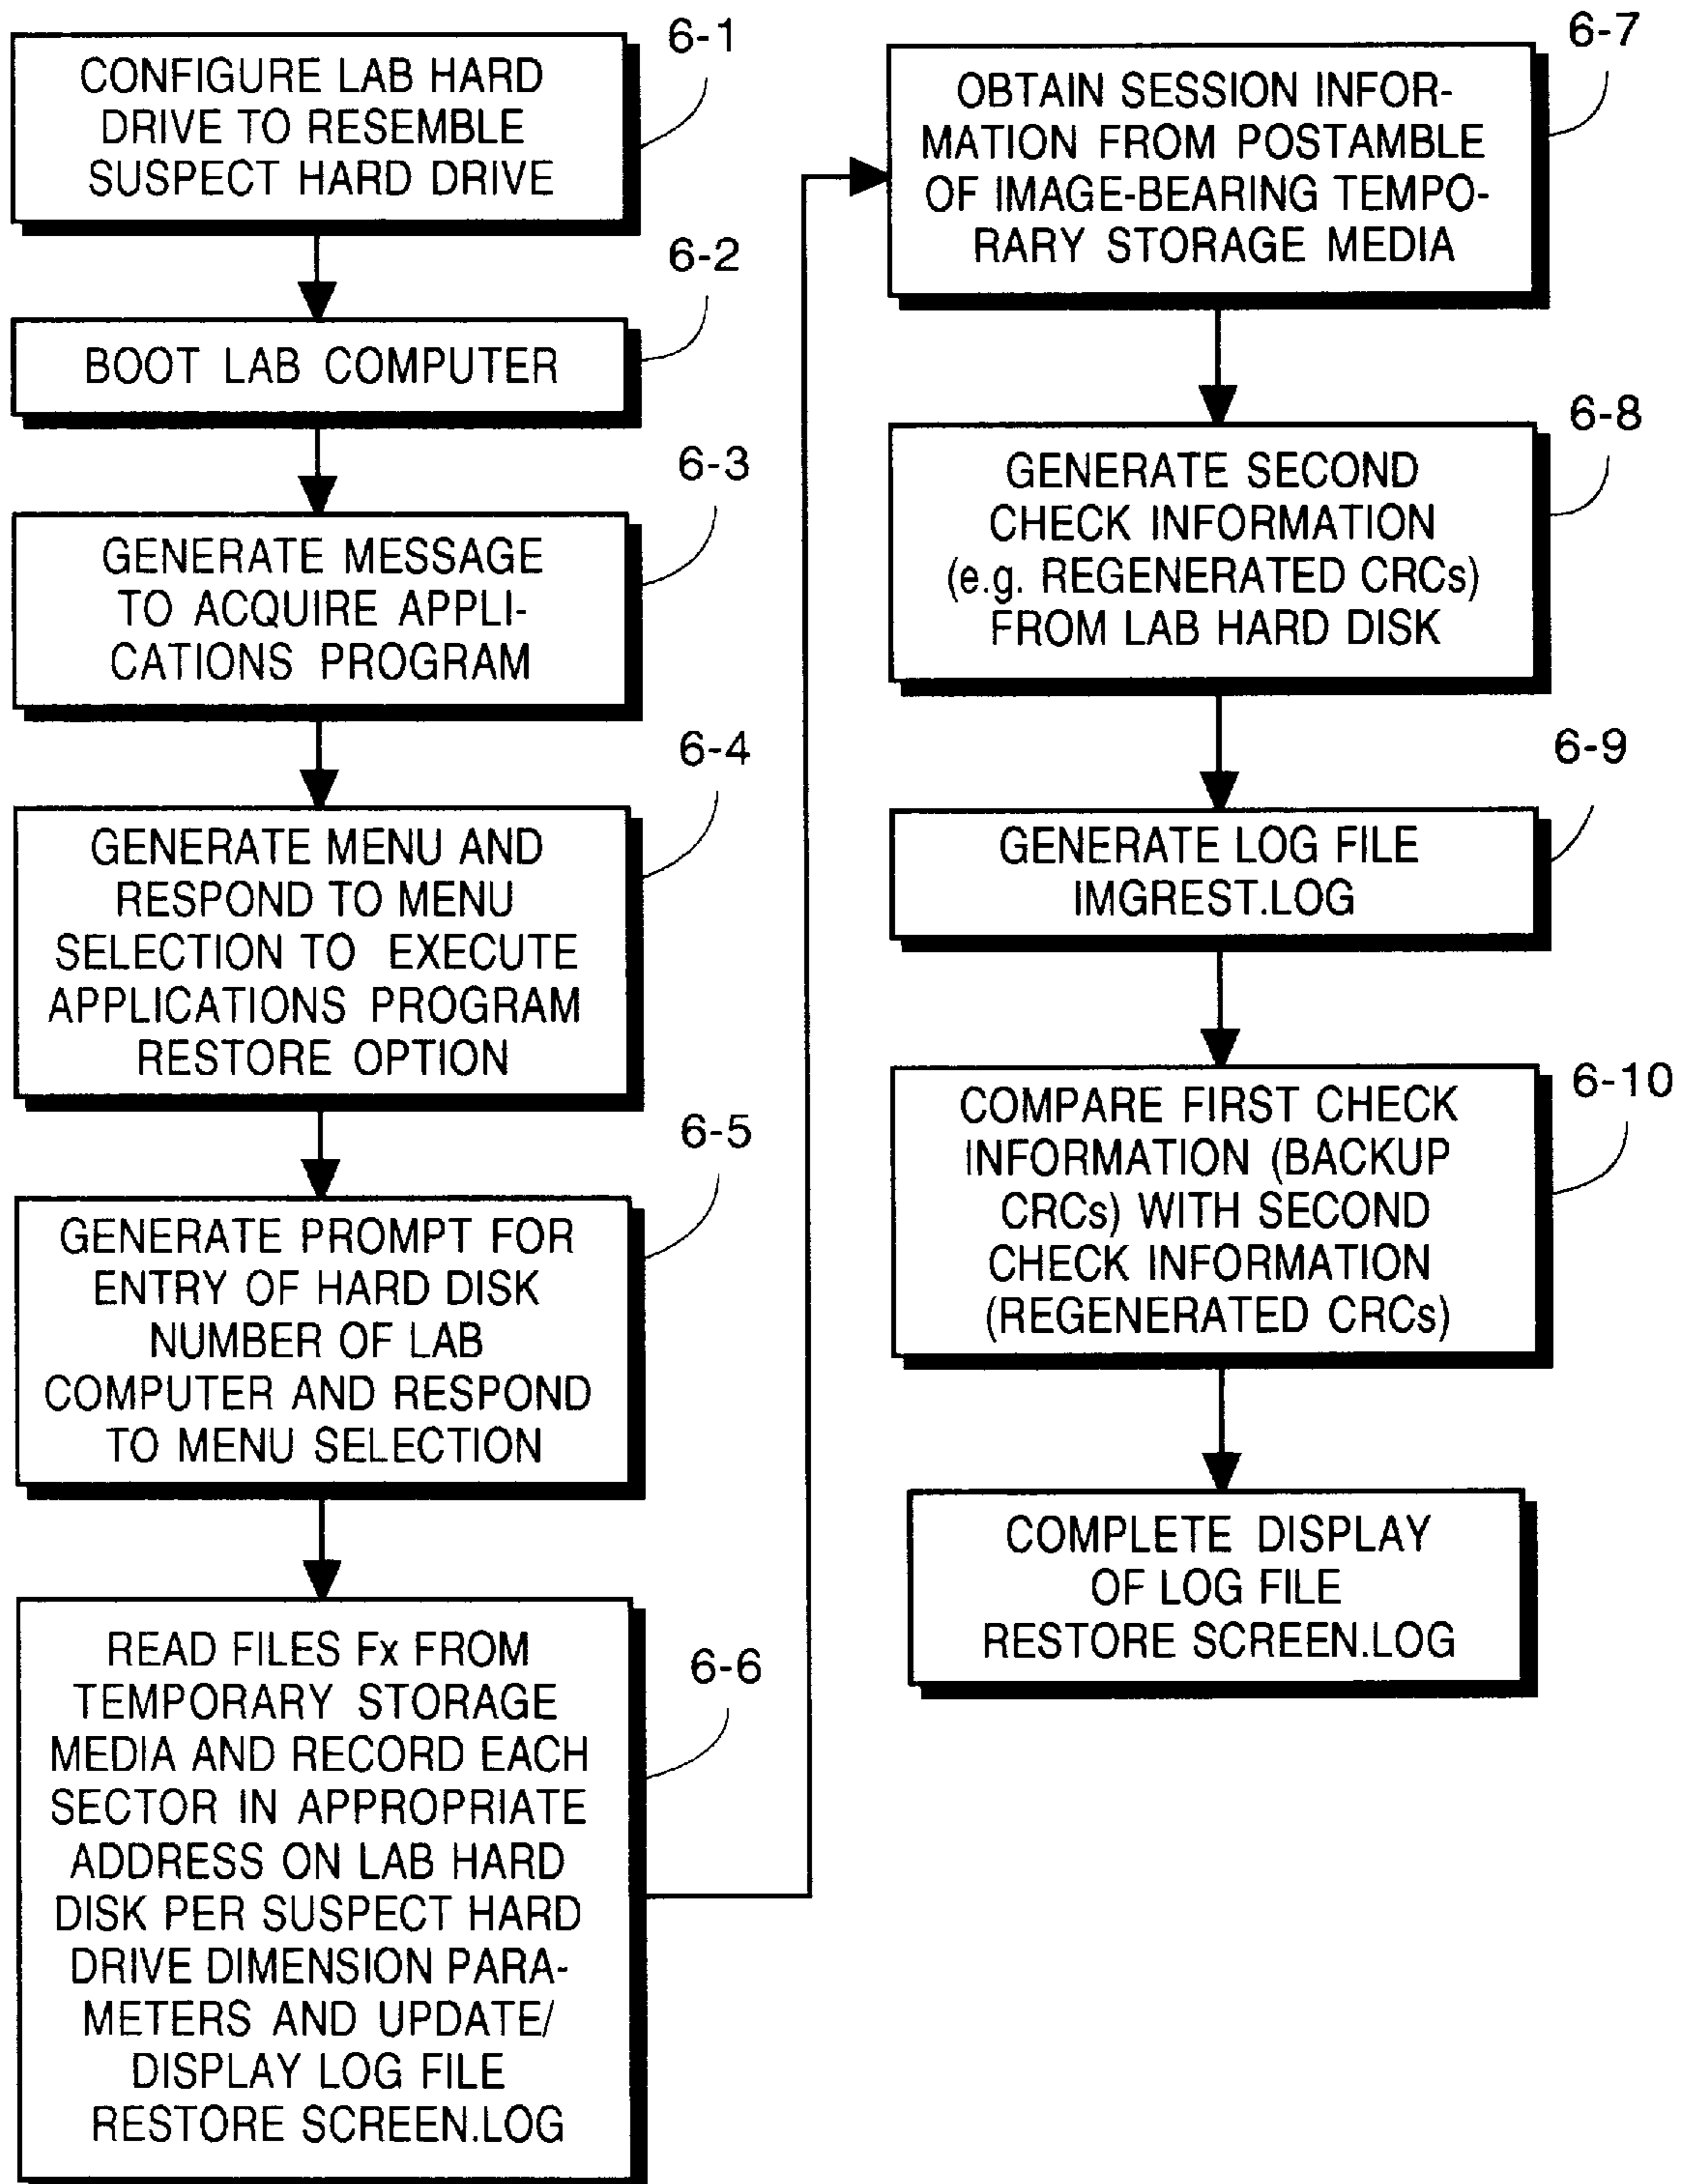 6-1
CONFIGURE LAB HARD
DRIVE TO RESEMBLE
SUSPECT HARD DRIVE
6-2
BOOT LAB COMPUTER
6-3
GENERATE MESSAGE
TO ACQUIRE APPLI-
CATIONS PROGRAM
6-4
GENERATE MENU AND
RESPOND TO MENU
SELECTION TO EXECUTE
APPLICATIONS PROGRAM
RESTORE OPTION
6-5
GENERATE PROMPT FOR
ENTRY OF HARD DISK
NUMBER OF LAB
COMPUTER AND RESPOND
TO MENU SELECTION
6-6
READ FILES Fx FROM
TEMPORARY STORAGE
MEDIA AND RECORD EACH
SECTOR IN APPROPRIATE
ADDRESS ON LAB HARD
DISK PER SUSPECT HARD
DRIVE DIMENSION PARA-
METERS AND UPDATE/
DISPLAY LOG FILE
RESTORE SCREEN.LOG
6-7
OBTAIN SESSION INFOR-
MATION FROM POSTAMBLE
OF IMAGE-BEARING TEMPO-
RARY STORAGE MEDIA
6-8
GENERATE SECOND
CHECK INFORMATION
(e.g. REGENERATED CRCs)
FROM LAB HARD DISK
6-9
GENERATE LOG FILE
IMGREST.LOG
6-10
COMPARE FIRST CHECK
INFORMATION (BACKUP
CRCs) WITH SECOND
CHECK INFORMATION
(REGENERATED CRCs)
COMPLETE DISPLAY
OF LOG FILE
RESTORE SCREEN.LOG